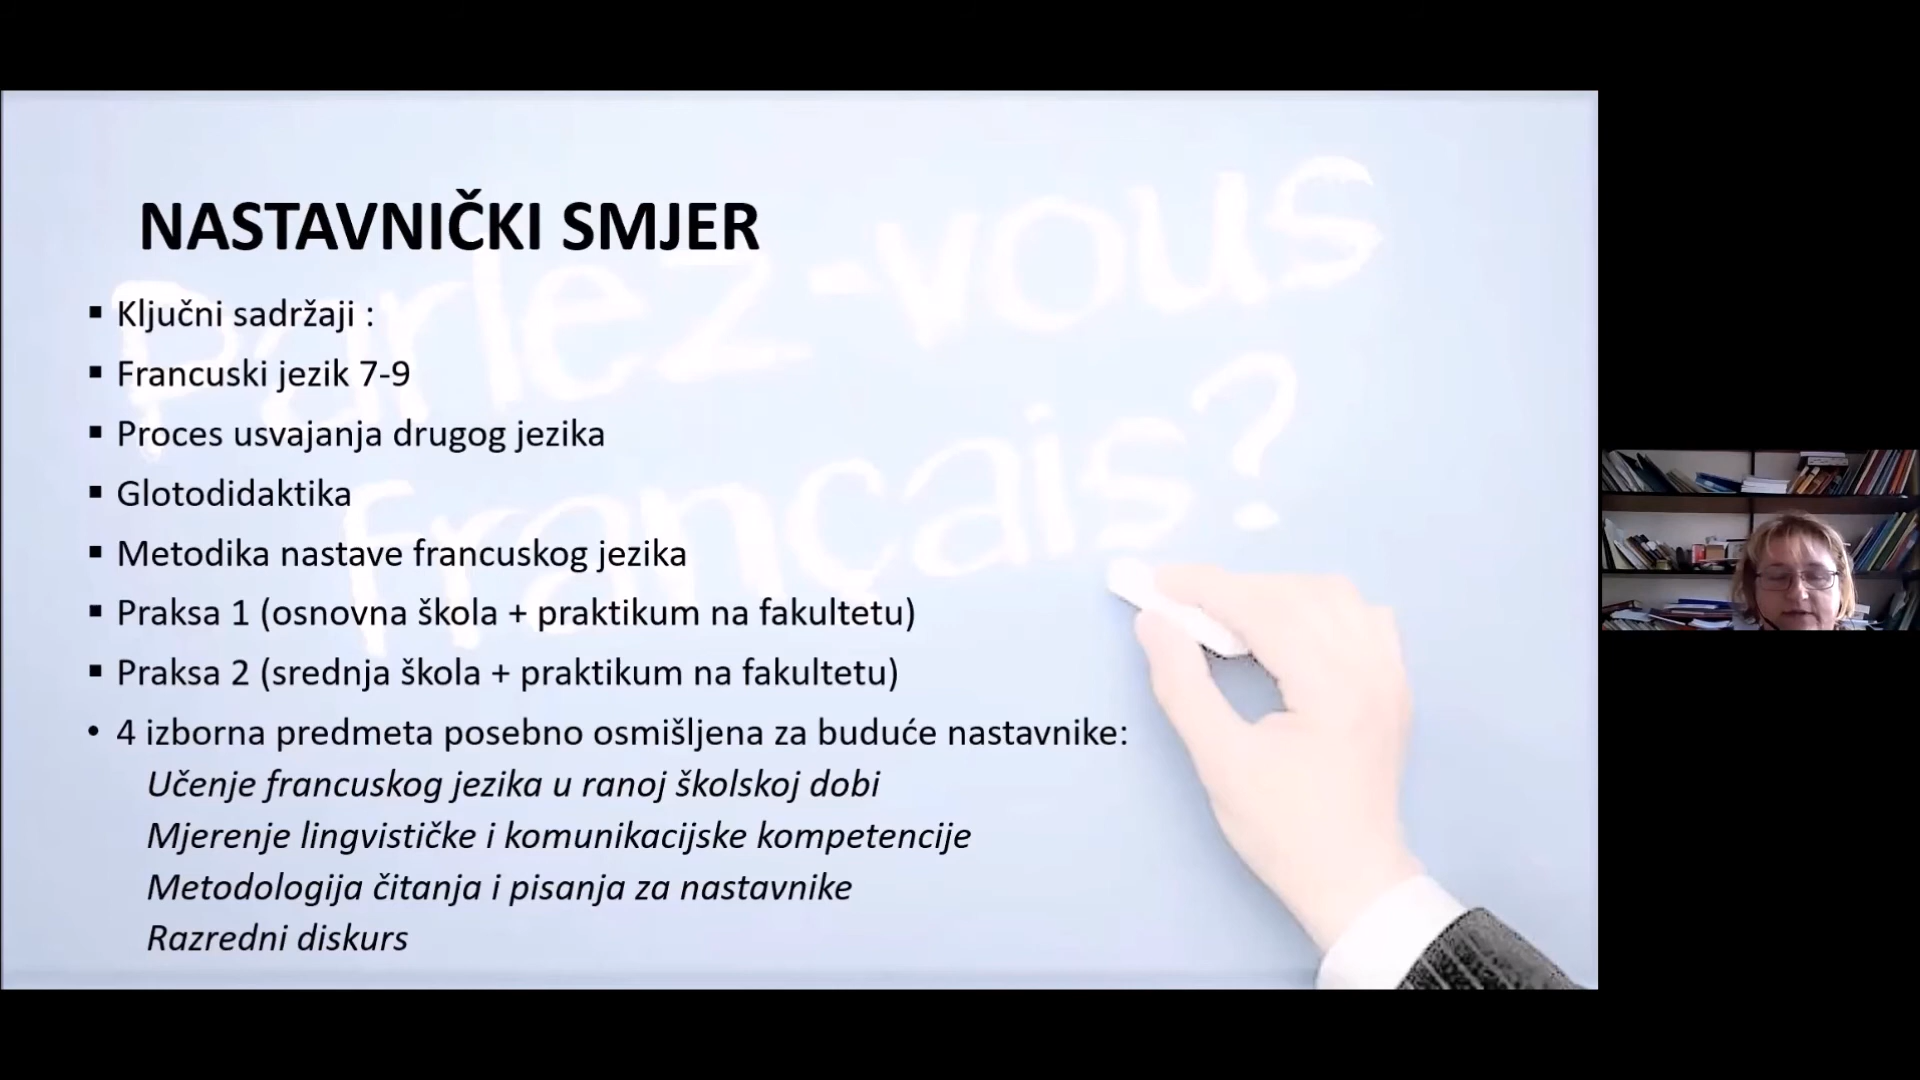 NASTAVNIČKI SMJER
Ključni sadržaji :
Francuski jezik 7-9
Proces usvajanja drugog jezika
Glotodidaktika
Metodika nastave francuskog jezika
Praksa 1 (osnovna škola + praktikum na fakultetu)
Praksa 2 (srednja škola + praktikum na fakultetu)
4 izborna predmeta posebno osmišljena za buduće nastavnike:
Učenje francuskog jezika u ranoj školskoj dobi
Mjerenje lingvističke i komunikacijske kompetencije
Metodologija čitanja i pisanja za nastavnike
Razredni diskurs
Parlez-vous
français?